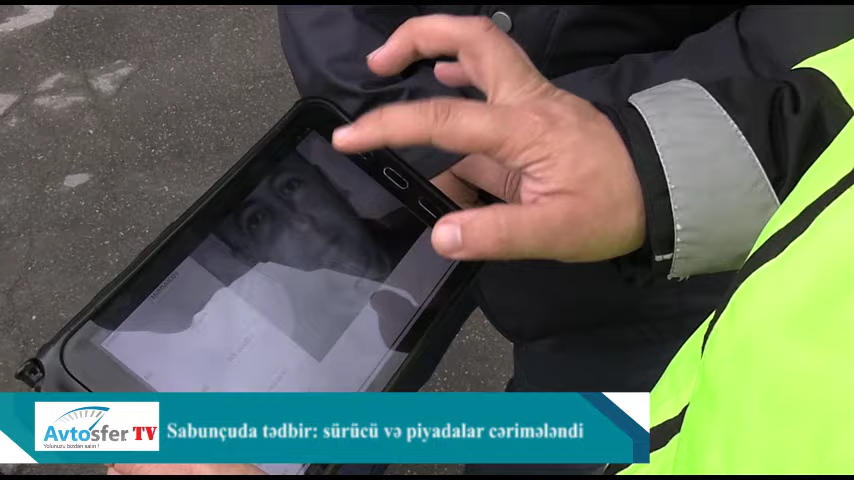 Avtosfer TV
Yolunuzu bizdən salın !
Sabunçuda tədbir: sürücü və piyadalar cərimələndi